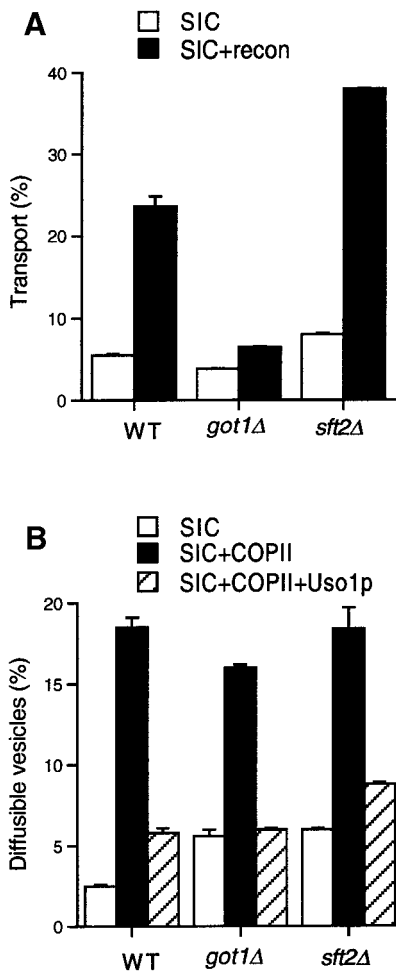 A
SIC
SIC+recon
Transport (%)
40
30
20
10
0
WT
got1Δ
sft2Δ
B
SIC
SIC+COPII
SIC+COPII+Uso1p
Diffusible vesicles (%)
20
15
10
5
0
WT
got1Δ
sft2Δ